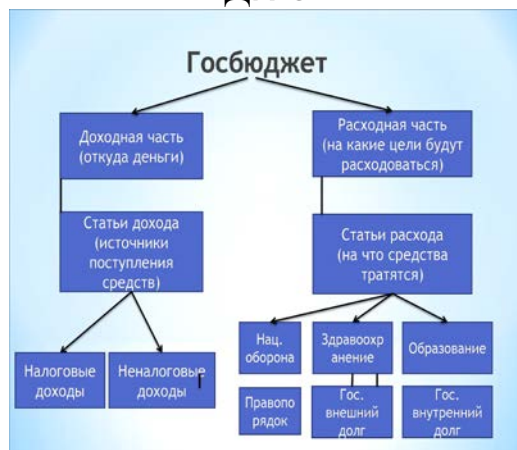 Госбюджет
Доходная часть
(откуда деньги)
Расходная часть
(на какие цели будут
расходоваться)
Статьи дохода
(источники
поступления
средств)
Статьи расхода
(на что средства
тратятся)
Нац.
оборона
Здравоохр
анение
Образование
Налоговые
доходы
Неналоговые
доходы
Правопо
рядок
Гос.
внешний
долг
Гос.
внутренний
долг